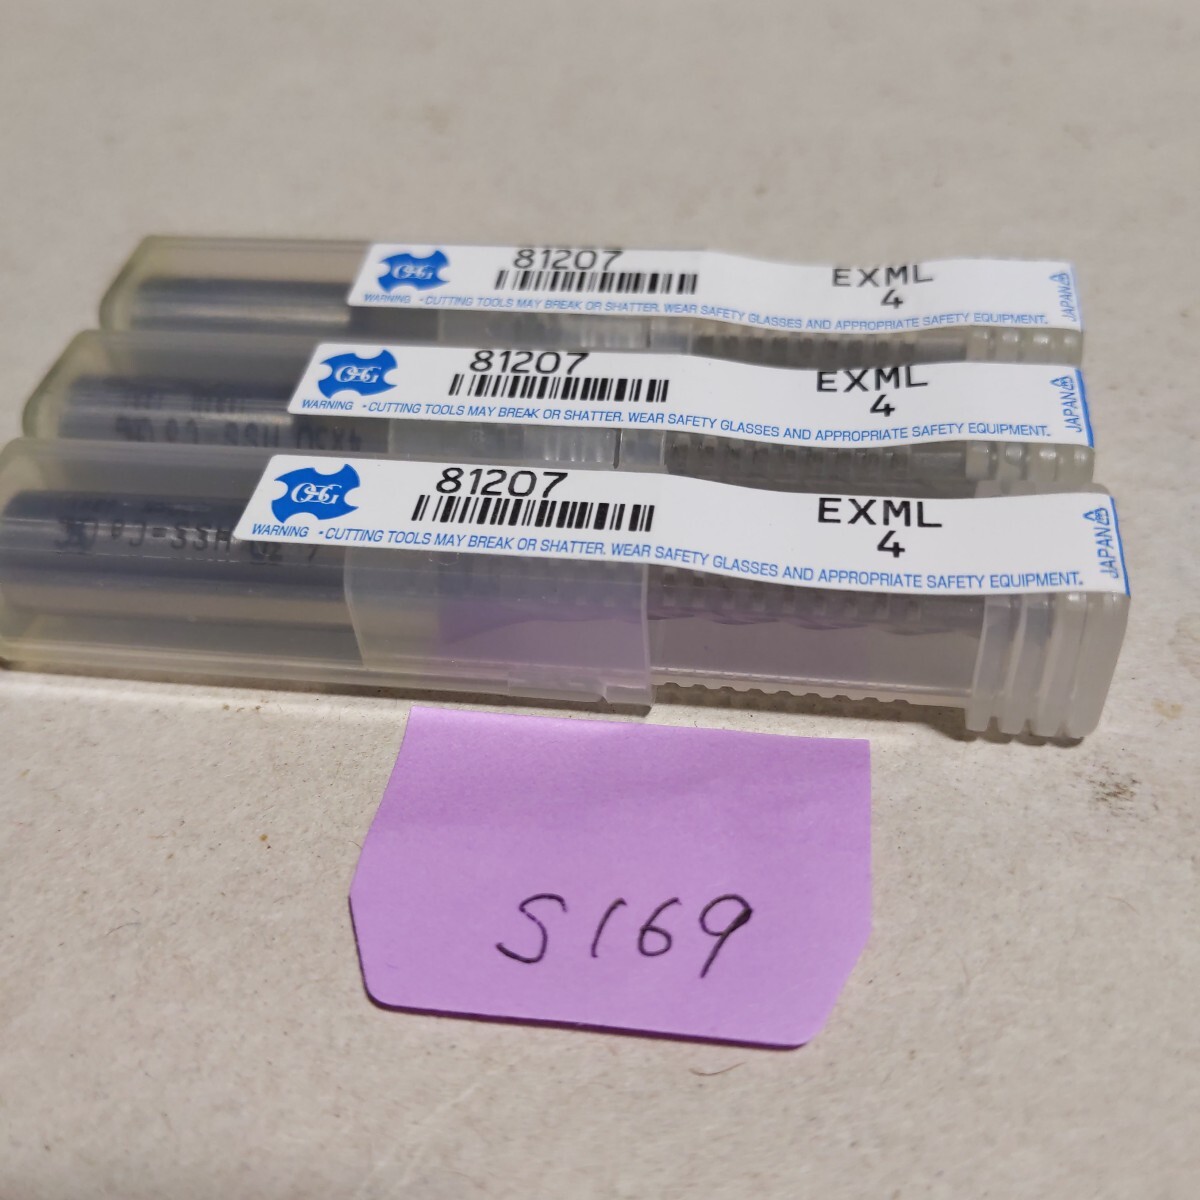 OSG
81207
EXML
4
WARNING •CUTTING TOOLS MAY BREAK OR SHATTER. WEAR SAFETY GLASSES AND APPROPRIATE SAFETY EQUIPMENT.
JAPAN
OSG
81207
EXML
4
WARNING •CUTTING TOOLS MAY BREAK OR SHATTER. WEAR SAFETY GLASSES AND APPROPRIATE SAFETY EQUIPMENT.
JAPAN
OSG
81207
EXML
4
WARNING •CUTTING TOOLS MAY BREAK OR SHATTER. WEAR SAFETY GLASSES AND APPROPRIATE SAFETY EQUIPMENT.
JAPAN
S169